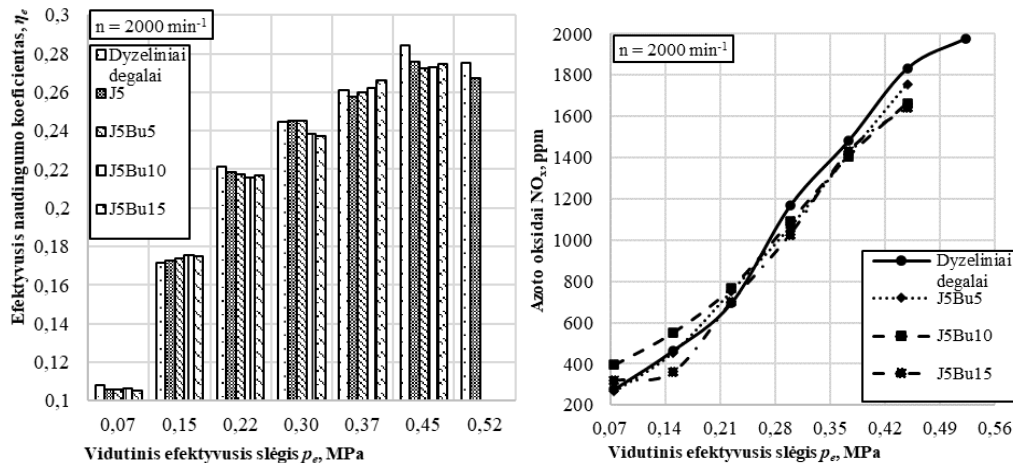 Efektyvusis naudingumo koeficientas, ηe
0,3
0,28
0,26
0,24
0,22
0,2
0,18
0,16
0,14
0,12
0,1
n = 2000 min-1
Dyzeliniai
degalai
J5
J5Bu5
J5Bu10
J5Bu15
0,07 0,15 0,22 0,30 0,37 0,45 0,52
Vidutinis efektyvusis slėgis pe, MPa
Azoto oksidai NOx, ppm
2000
1800
1600
1400
1200
1000
800
600
400
200
n = 2000 min-1
Dyzeliniai
degalai
J5Bu5
J5Bu10
J5Bu15
0,07 0,14 0,21 0,28 0,35 0,42 0,49 0,56
Vidutinis efektyvusis slėgis pe, MPa